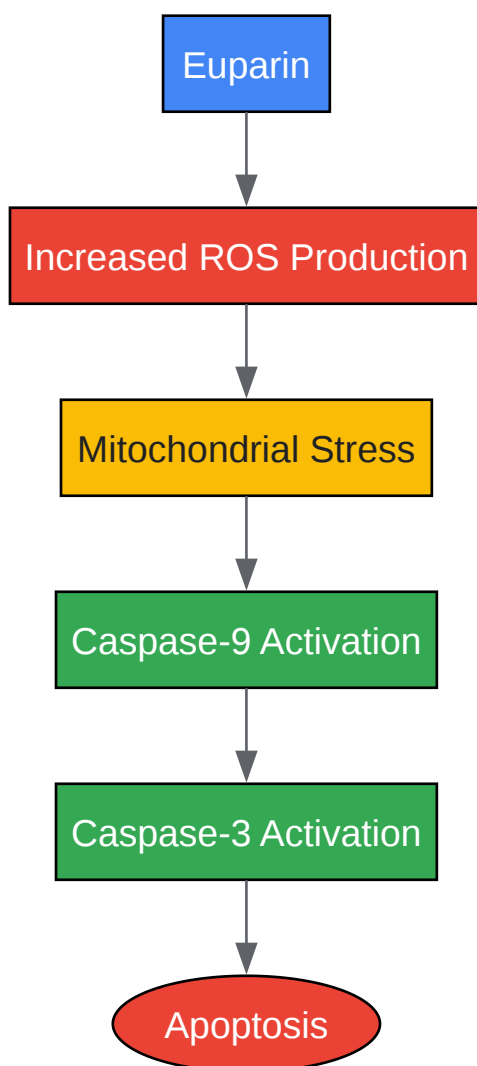 Euparin
Increased ROS Production
Mitochondrial Stress
Caspase-9 Activation
Caspase-3 Activation
Apoptosis